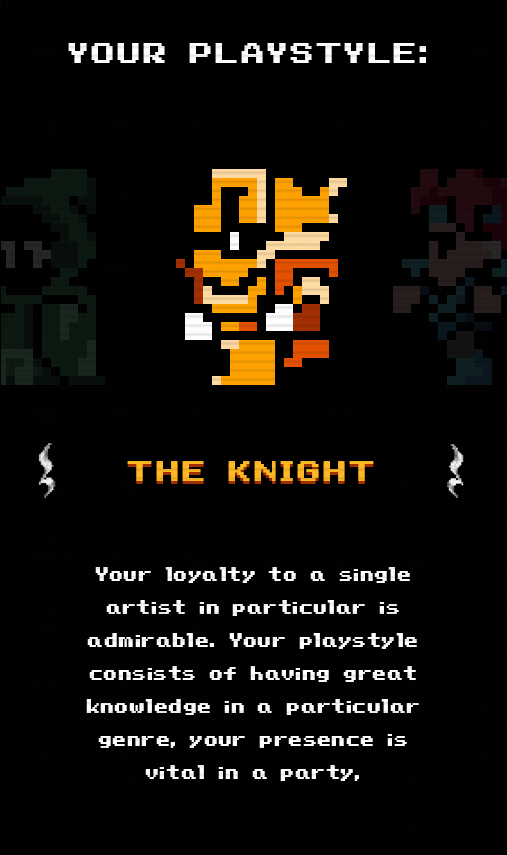 YOUR PLAYSTYLE:
THE KNIGHT
Your loyalty to a single
artist in particular is
admirable. Your playstyle
consists of having great
knowledge in a particular
genre, your presence is
vital in a party,